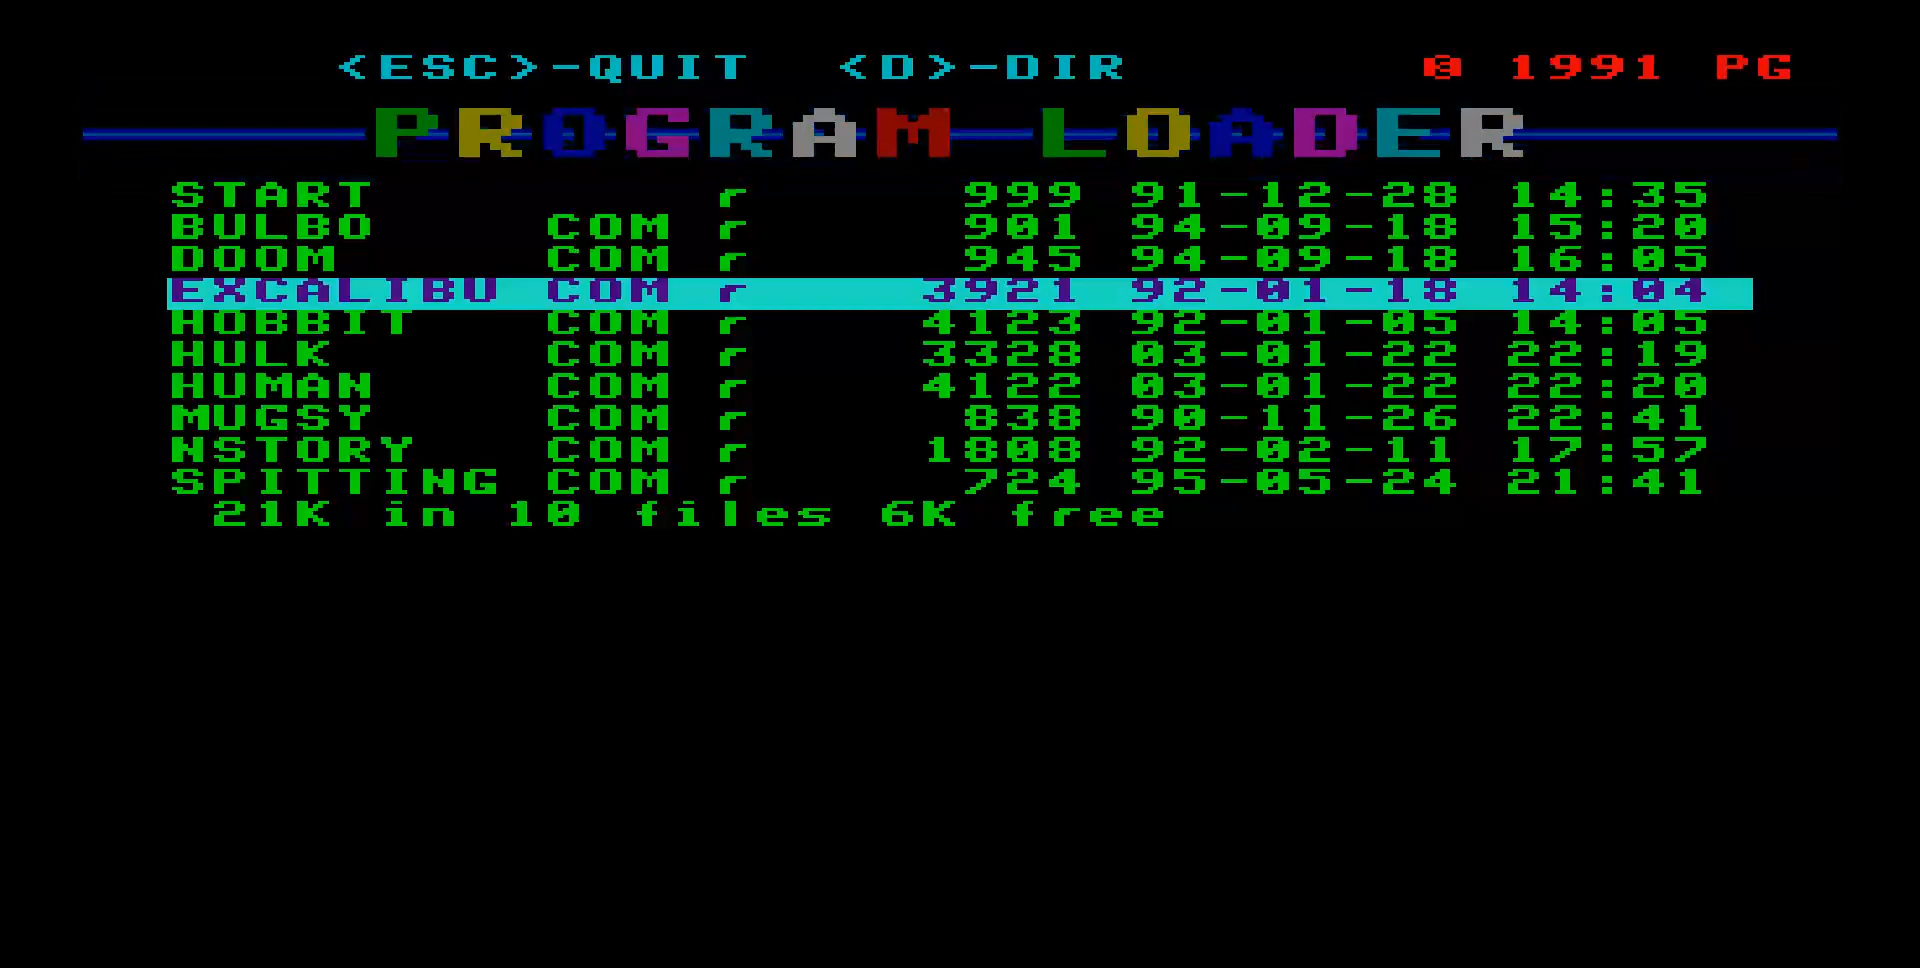 <ESC>-QUIT <D>-DIR © 1991 PG
PROGRAM LOADER
START r 999 91-12-28 14:35
BULBO COM r 901 94-09-18 15:20
DOOM COM r 945 94-09-18 16:05
EXCALIBU COM r 3921 92-01-18 14:04
HOBBIT COM r 4123 92-01-05 14:05
HULK COM r 3328 03-01-22 22:19
HUMAN COM r 4122 03-01-22 22:20
MUGSY COM r 838 90-11-26 22:41
NSTORY COM r 1808 92-02-11 17:57
SPITTING COM r 724 95-05-24 21:41
21K in 10 files 6K free